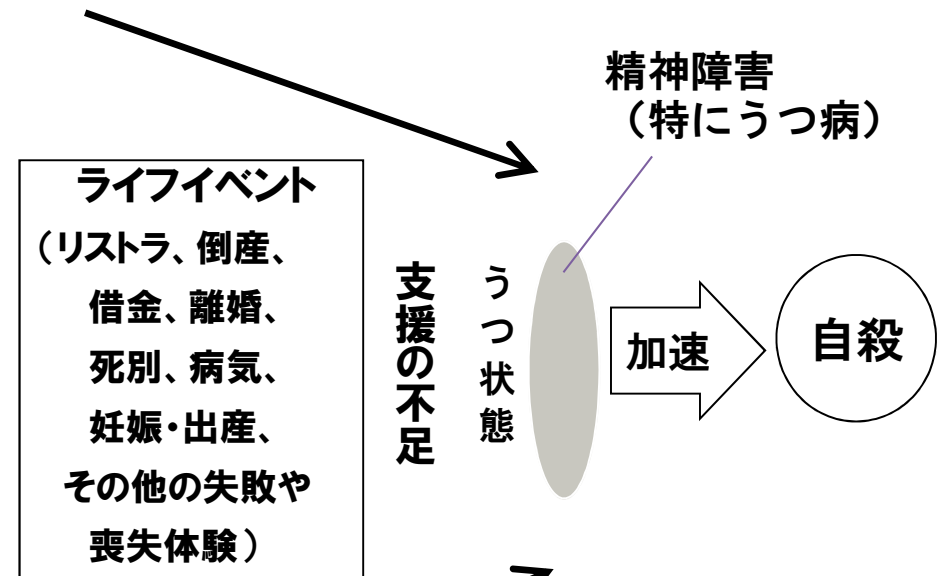 精神障害
(特にうつ病)
ライフイベント
(リストラ、倒産、
借金、離婚、
死別、病気、
妊娠・出産、
その他の失敗や
喪失体験)
支援の不足
うつ状態
加速
自殺